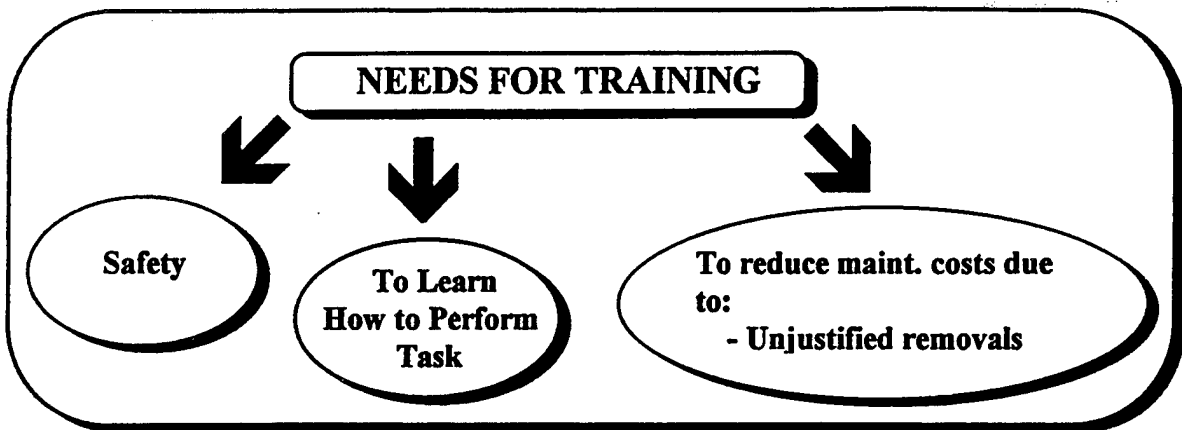 NEEDS FOR TRAINING
Safety
To Learn
How to Perform
Task
To reduce maint. costs due
to:
- Unjustified removals